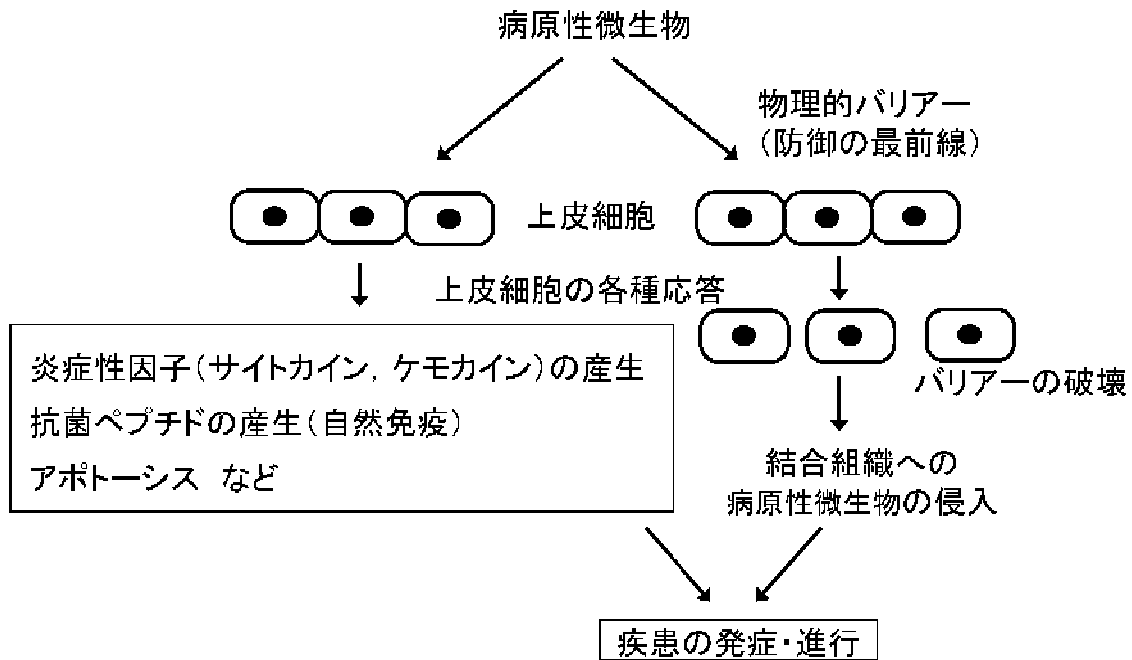 病原性微生物
物理的バリアー
（防御の最前線）
上皮細胞
上皮細胞の各種応答
炎症性因子（サイトカイン, ケモカイン）の産生
抗菌ペプチドの産生（自然免疫）
アポトーシス　など
バリアーの破壊
結合組織への
病原性微生物の侵入
疾患の発症・進行